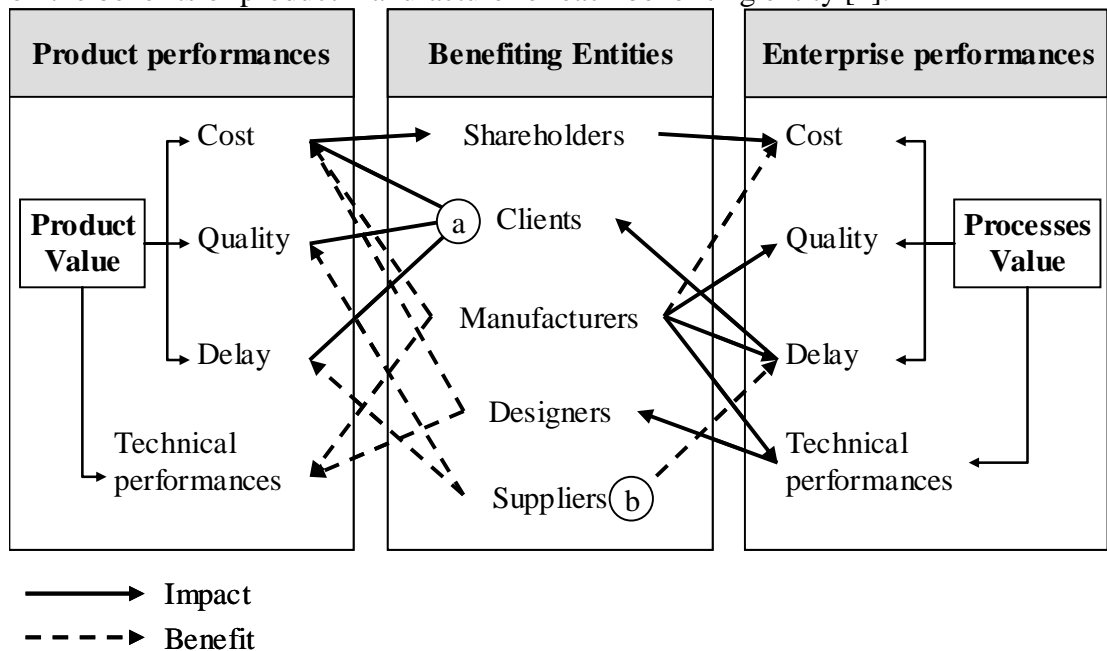 Product performances
Cost
Quality
Product
Value
Delay
Technical
performances
Benefiting Entities
Shareholders
a
Clients
Manufacturers
Designers
Suppliers
b
Enterprise performances
Cost
Quality
Processes
Value
Delay
Technical
performances
Impact
Benefit